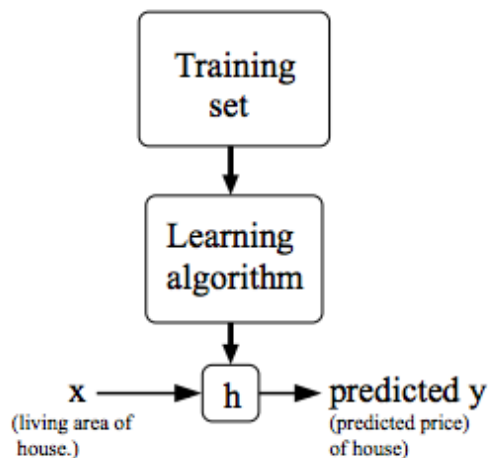 Training
set
Learning
algorithm
x
h
predicted y
(living area of
house.)
(predicted price)
of house)